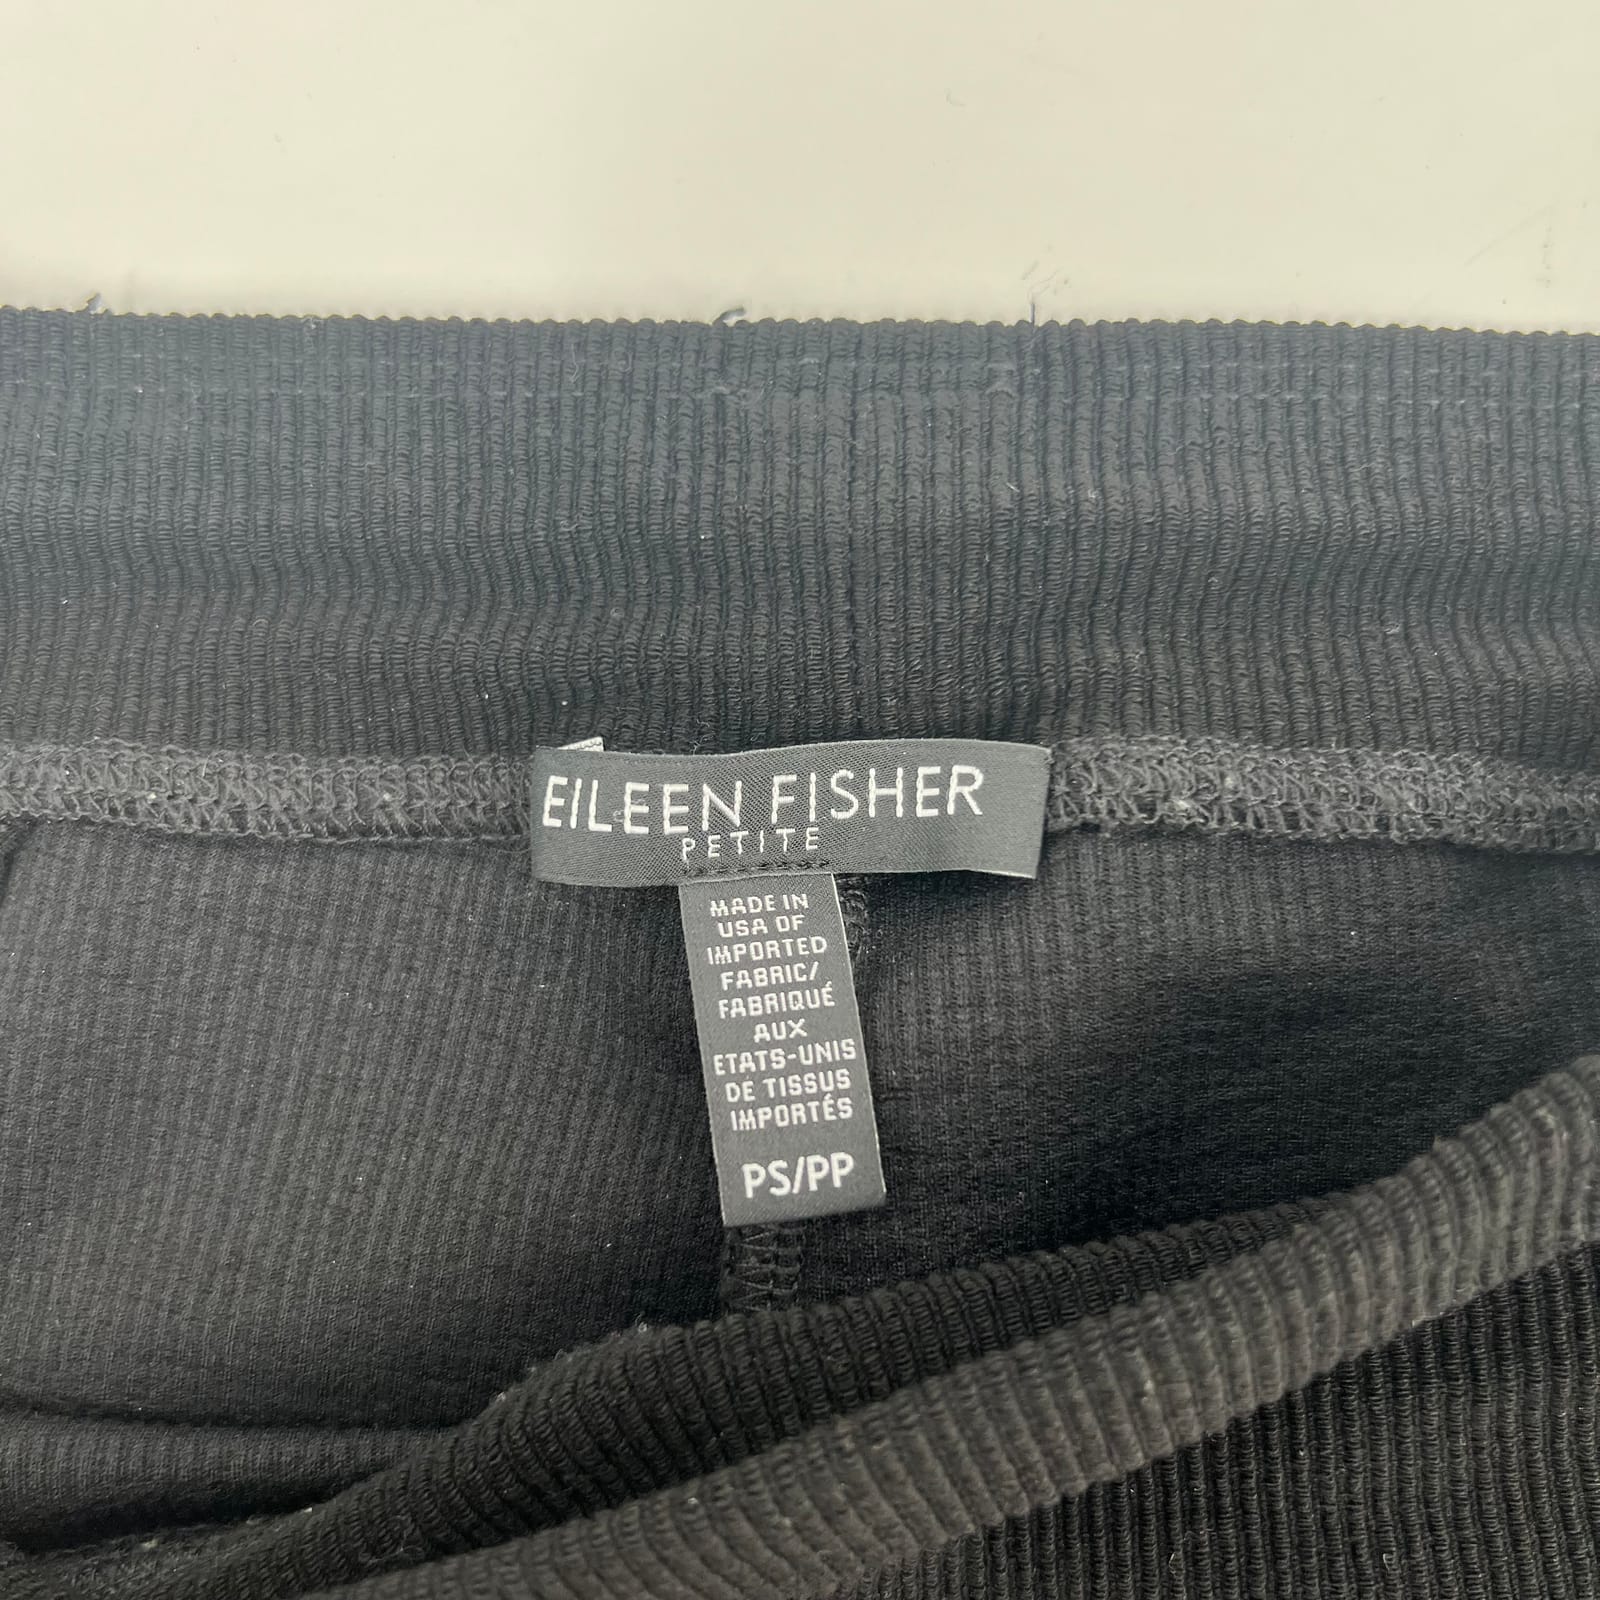 EILEEN FISHER
PETITE
MADE IN
USA OF
IMPORTED
FABRIC/
FABRIQUÉ
AUX
ETATS-UNIS
DE TISSUS
IMPORTÉS
PS/PP